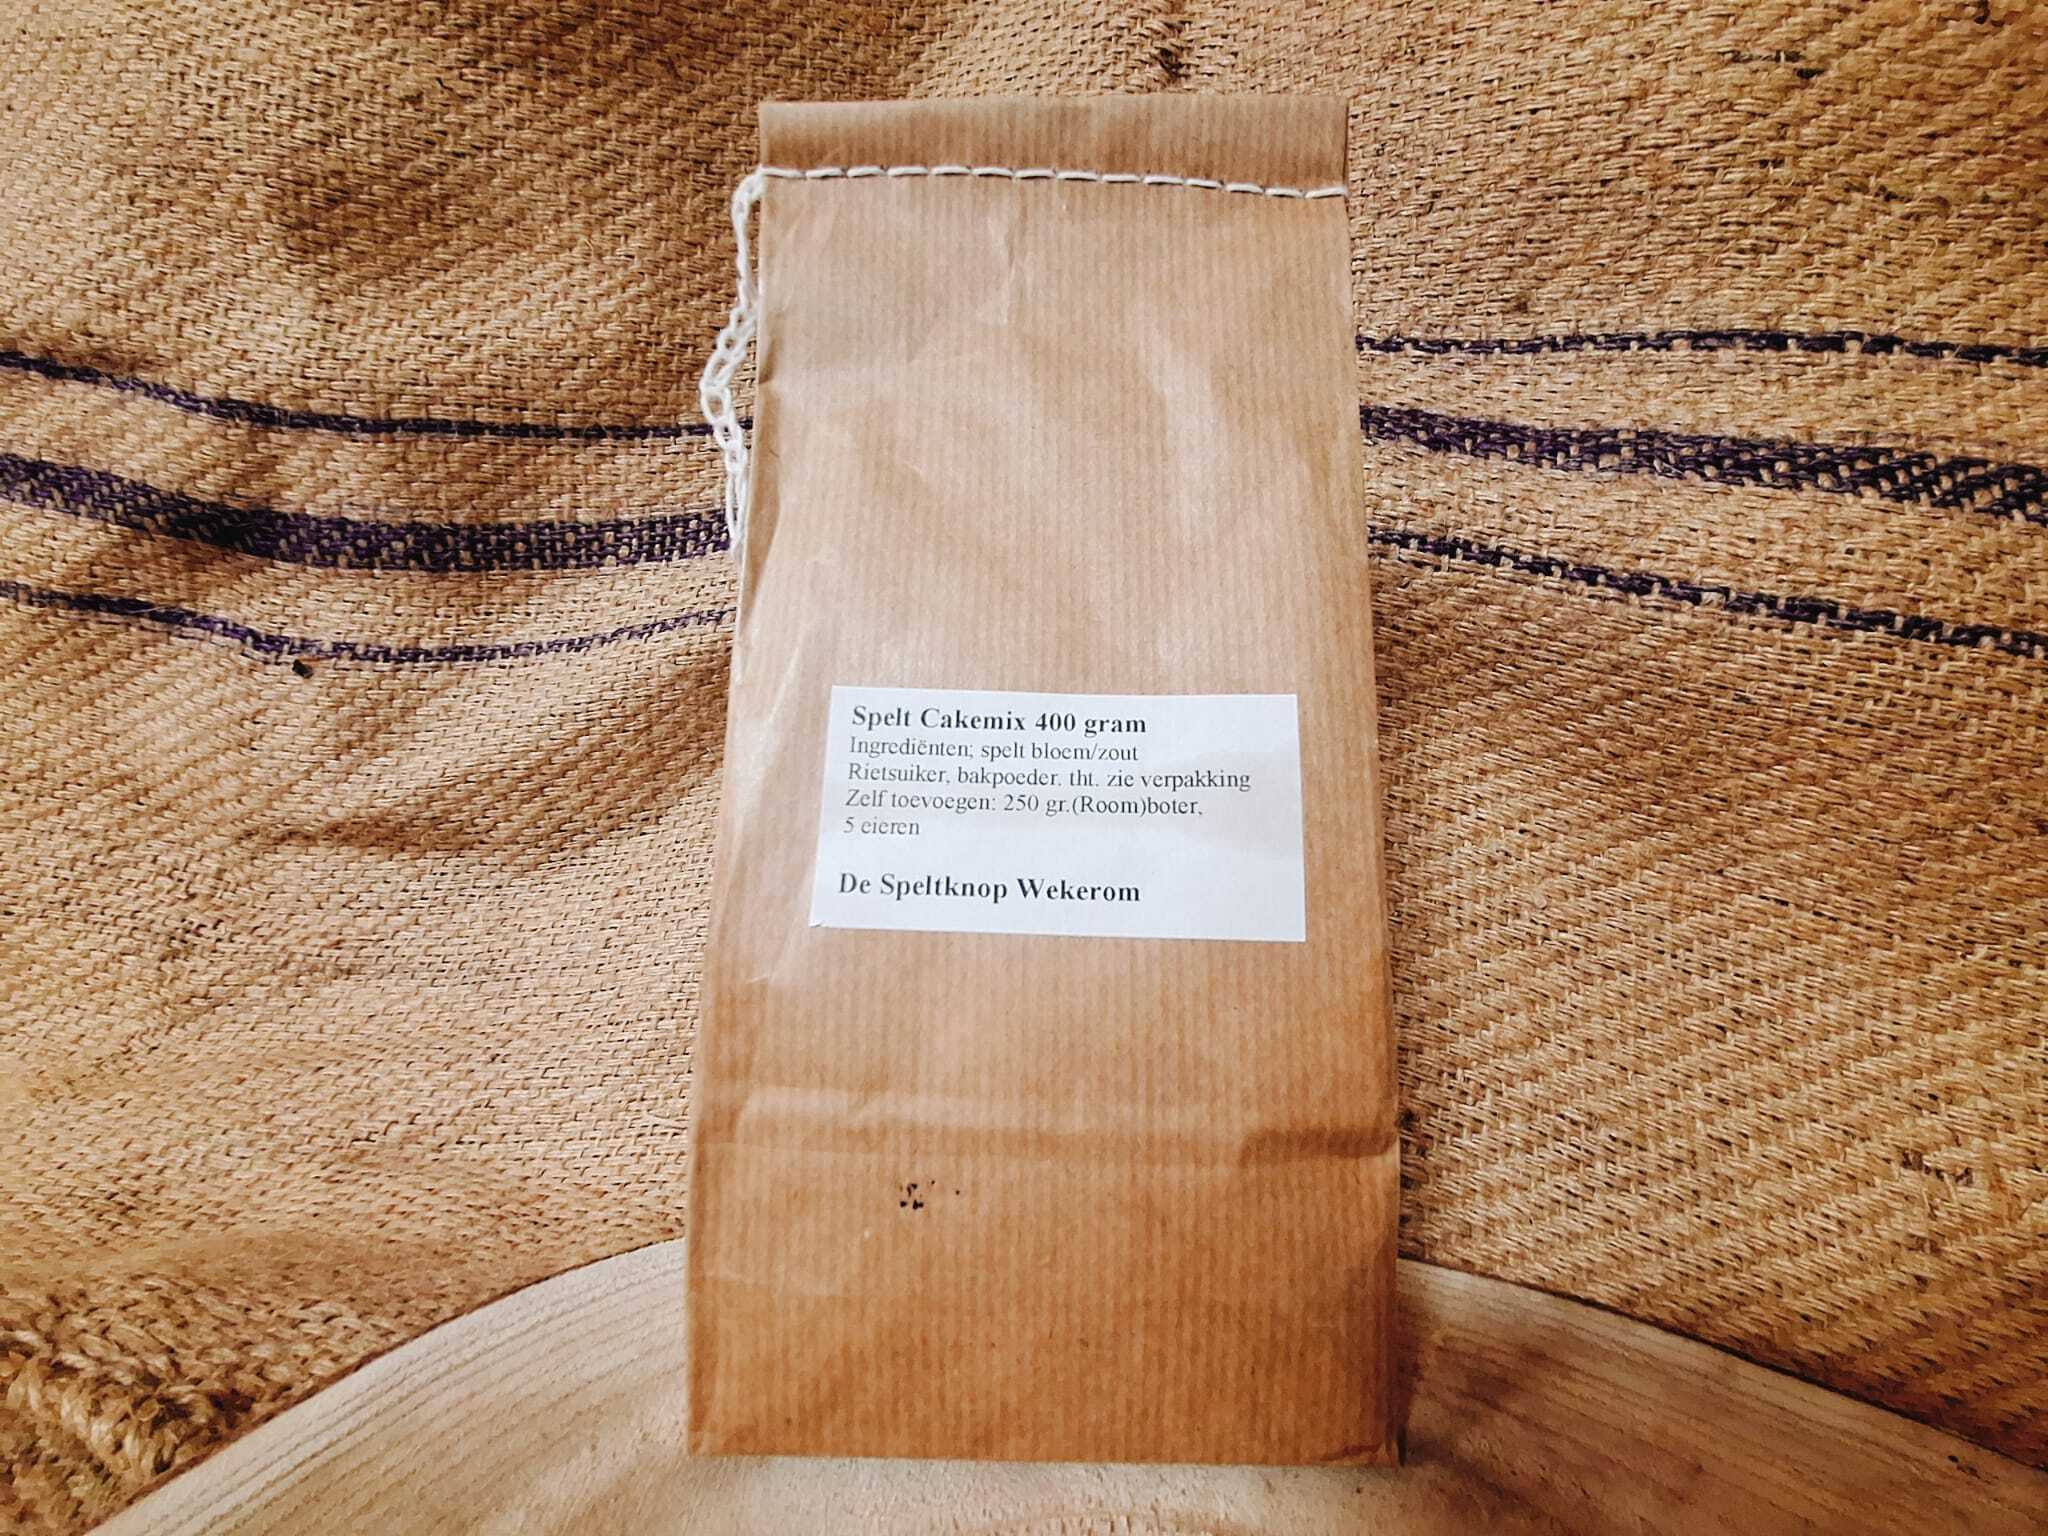 Spelt Cakemix 400 gram
Ingrediënten; spelt bloem/zout
Rietsuiker, bakpoeder. tht. zie verpakking
Zelf toevoegen: 250 gr.(Room)boter,
5 eieren
De Speltknop Wekerom